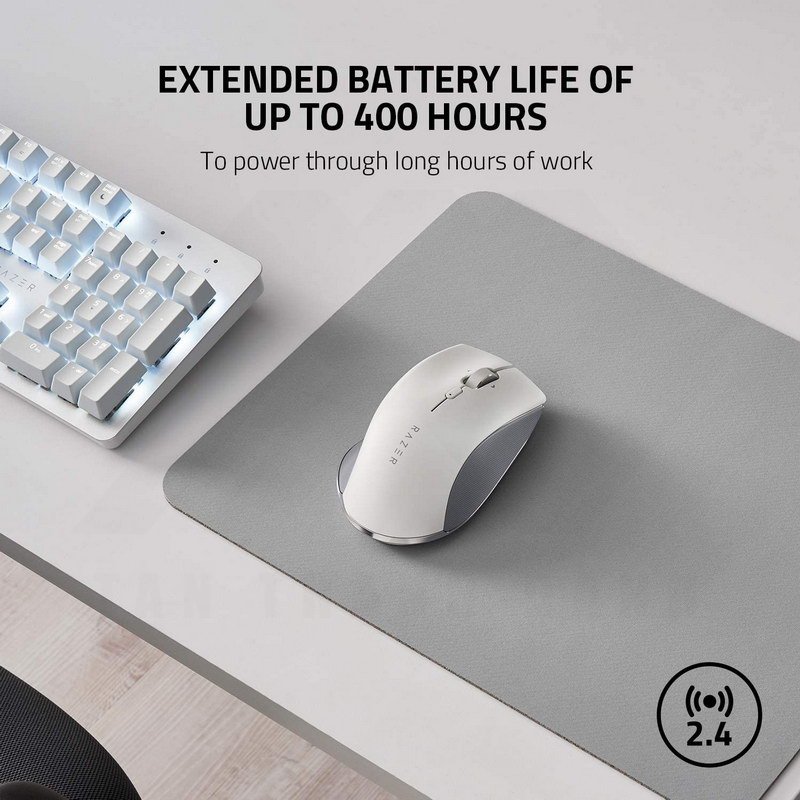 EXTENDED BATTERY LIFE OF
UP TO 400 HOURS
To power through long hours of work
RAZER
RAZER
2.4